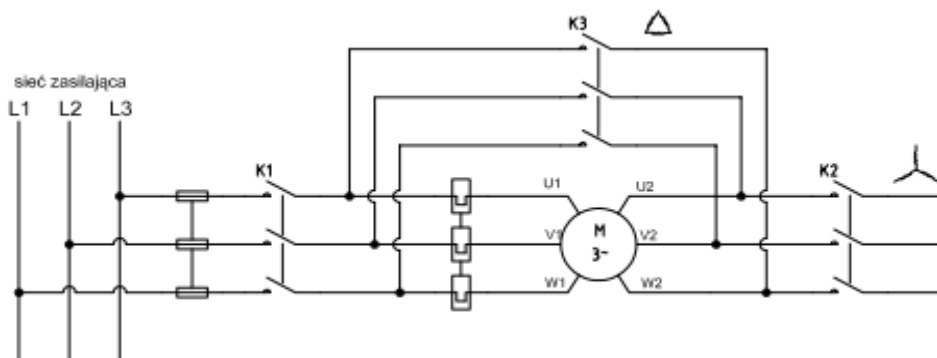 K3
sieć zasilająca
L1 L2 L3
K1
K2
U1
U2
V1
M
3~
V2
W1
W2